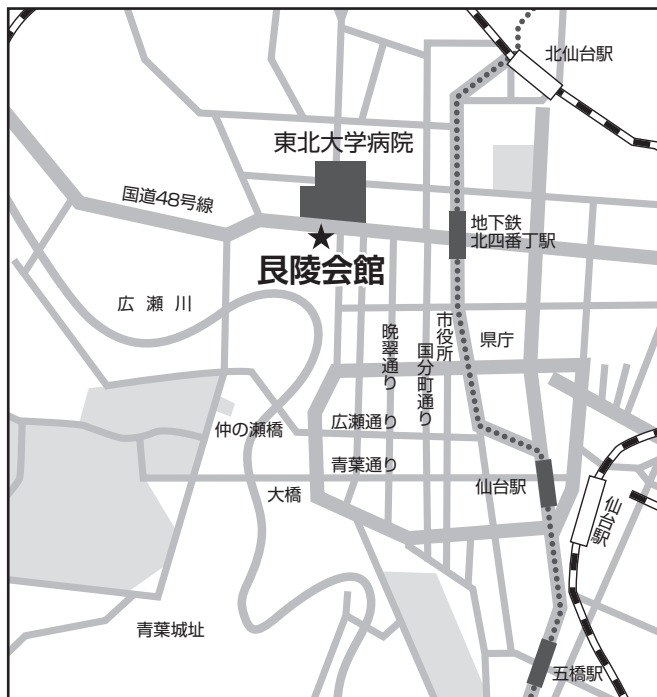 北仙台駅
東北大学病院
国道48号線
地下鉄
北四番丁駅
艮陵会館
広瀬川
晩翠通り
国分町通り
市役所
県庁
仲の瀬橋
広瀬通り
青葉通り
大橋
仙台駅
仙台駅
青葉城址
五橋駅